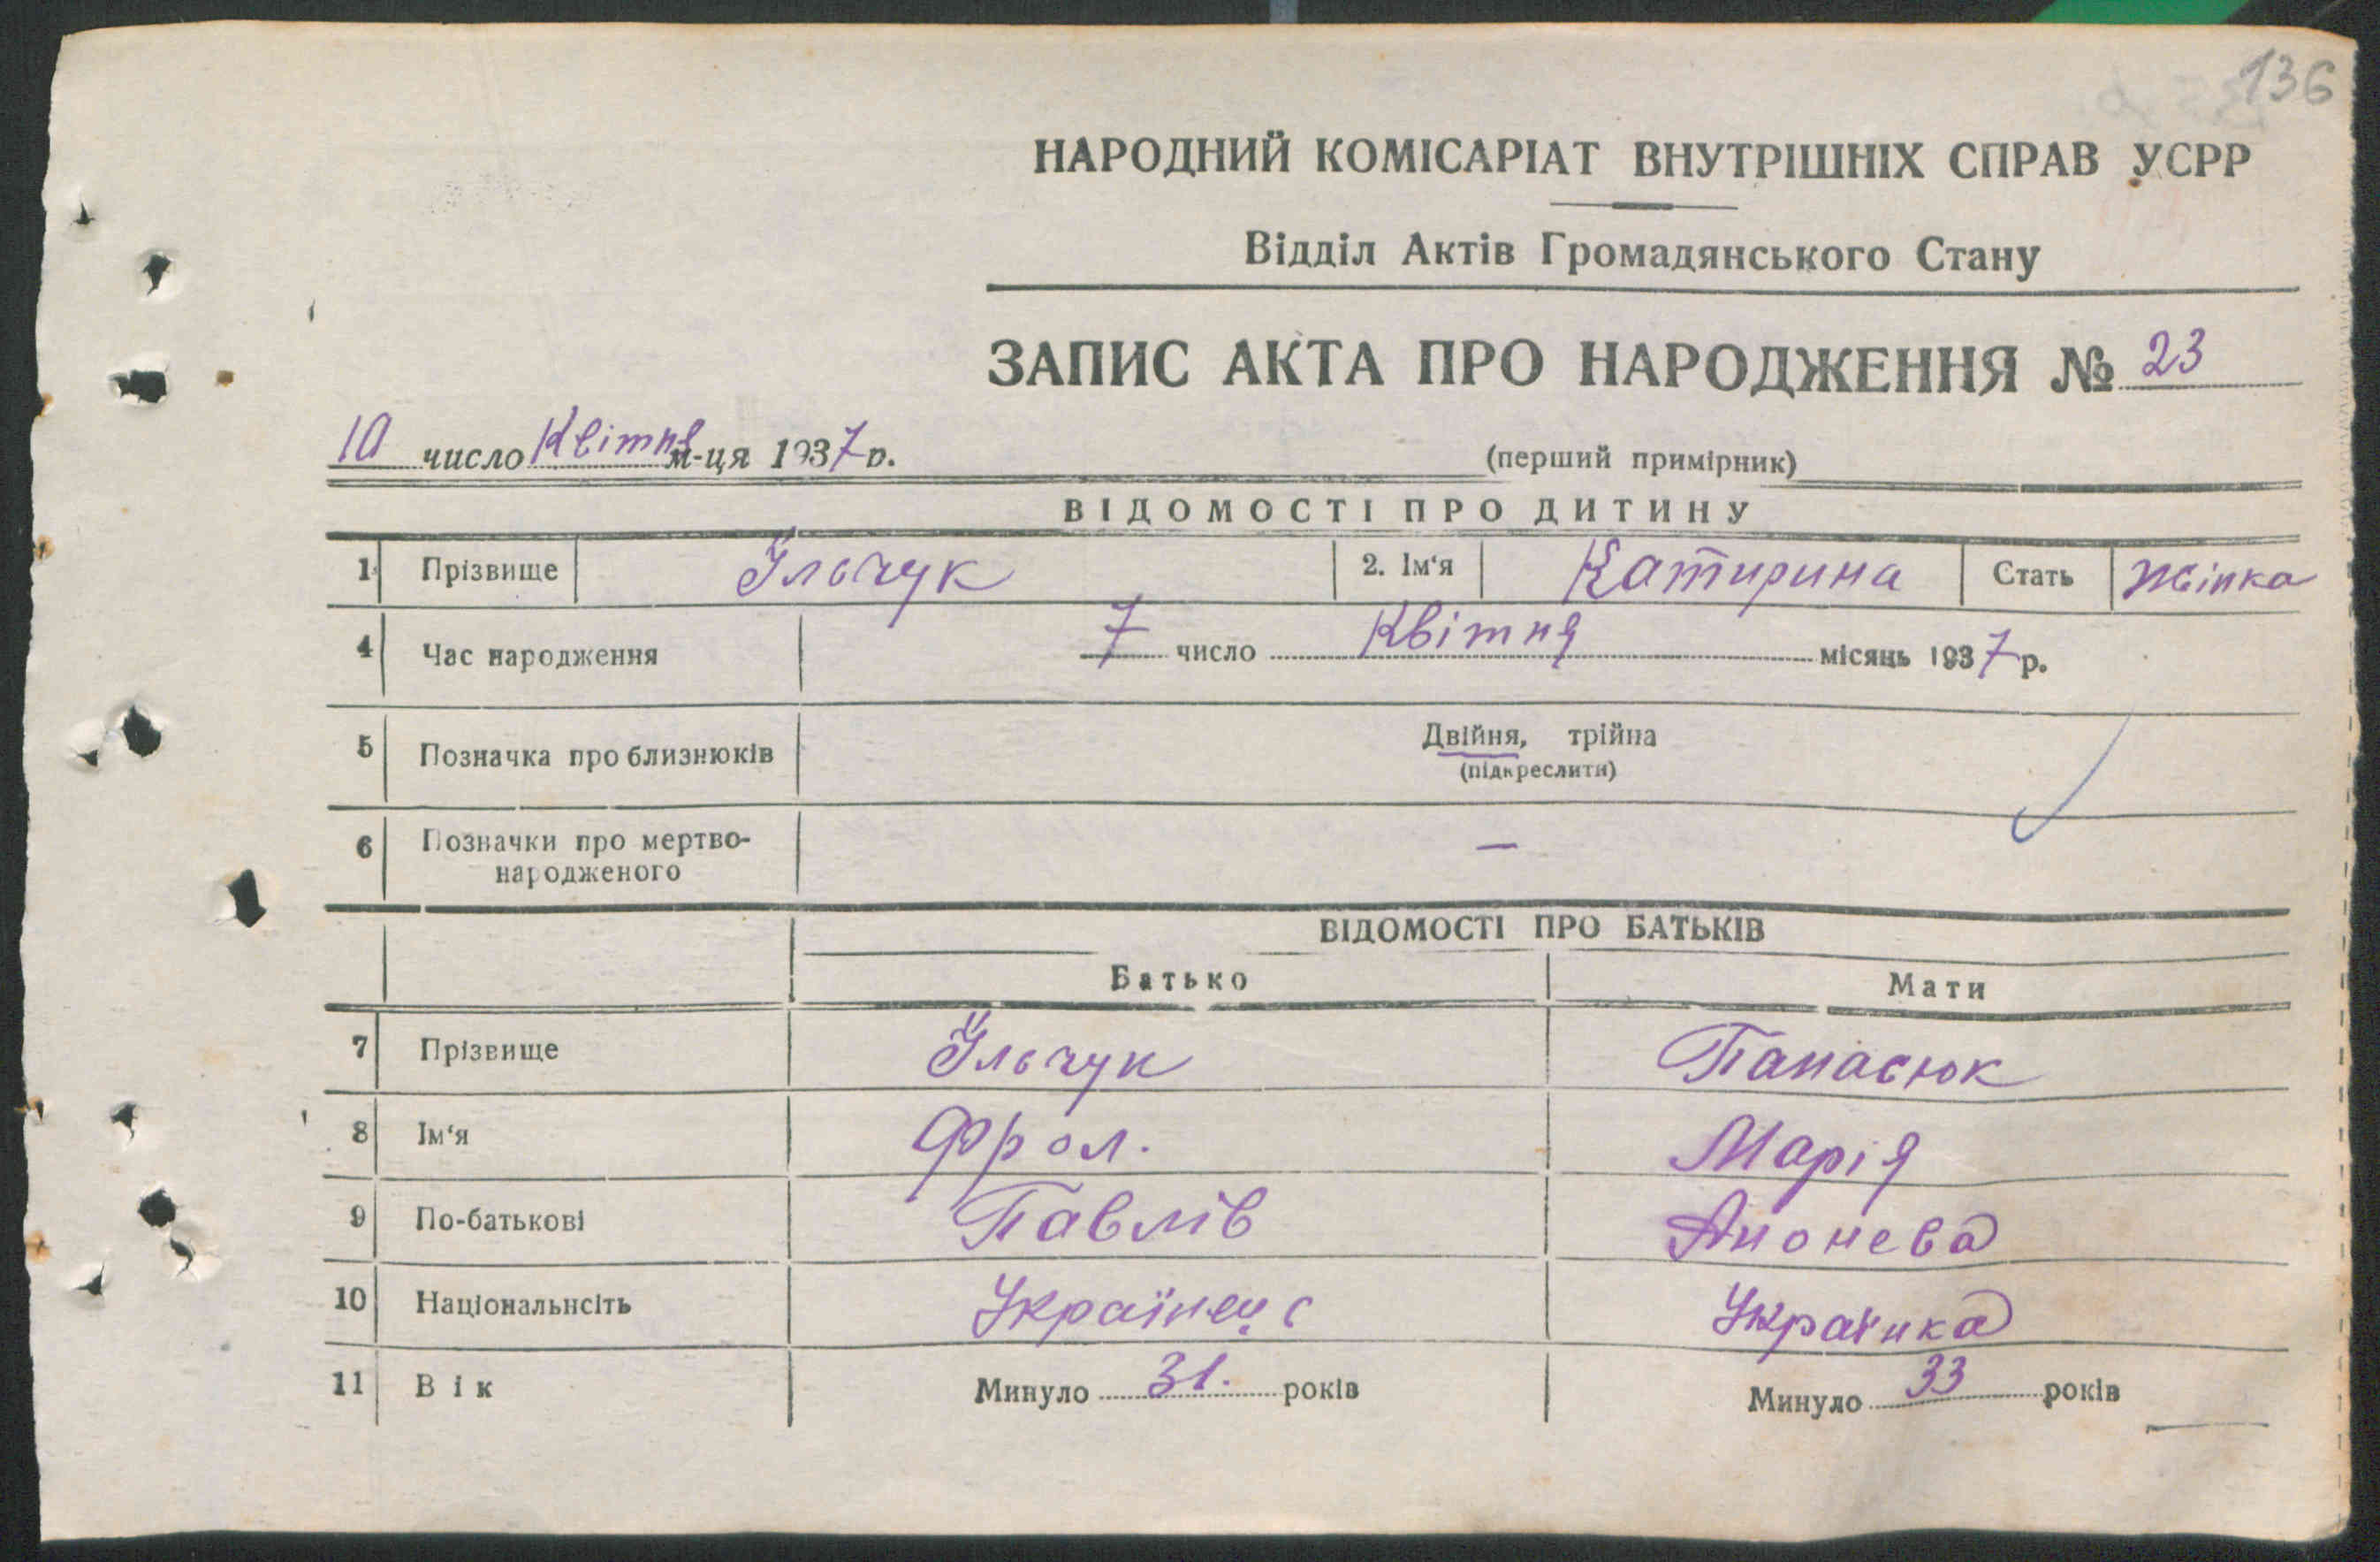 136
НАРОДНИЙ КОМІСАРІАТ ВНУТРІШНІХ СПРАВ УСРР
Відділ Актів Громадянського Стану
ЗАПИС АКТА ПРО НАРОДЖЕННЯ № 23
10 число Квітня м-ця 1937 р.
(перший примірник)
ВІДОМОСТІ ПРО ДИТИНУ
1 Прізвище Їльчук 2. Ім'я Катирина Стать жінка
4 Час народження 7 число Квітня місяць 1937 р.
5 Позначка про близнюків Двійня, трійна
(підкреслити)
6 Позначки про мертво-
народженого —
ВІДОМОСТІ ПРО БАТЬКІВ
Батько Мати
7 Прізвище Їльчук Панасюк
8 Ім'я Фрол. Марія
9 По-батькові Павлів Анонева
10 Національнсіть Українець Українка
11 Вік Минуло 31. років Минуло 33 років